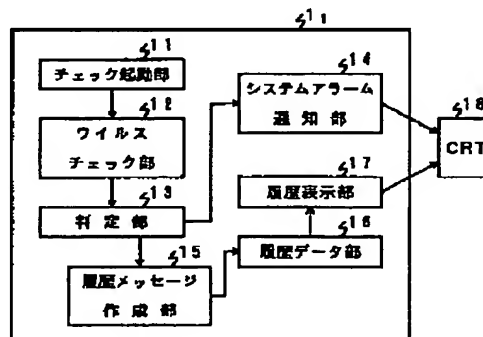 11
11
チェック起動部
12
ウイルス
チェック部
13
判定部
15
履歴メッセージ
作成部
14
システムアラーム
通知部
17
履歴表示部
16
履歴データ部
18
CRT